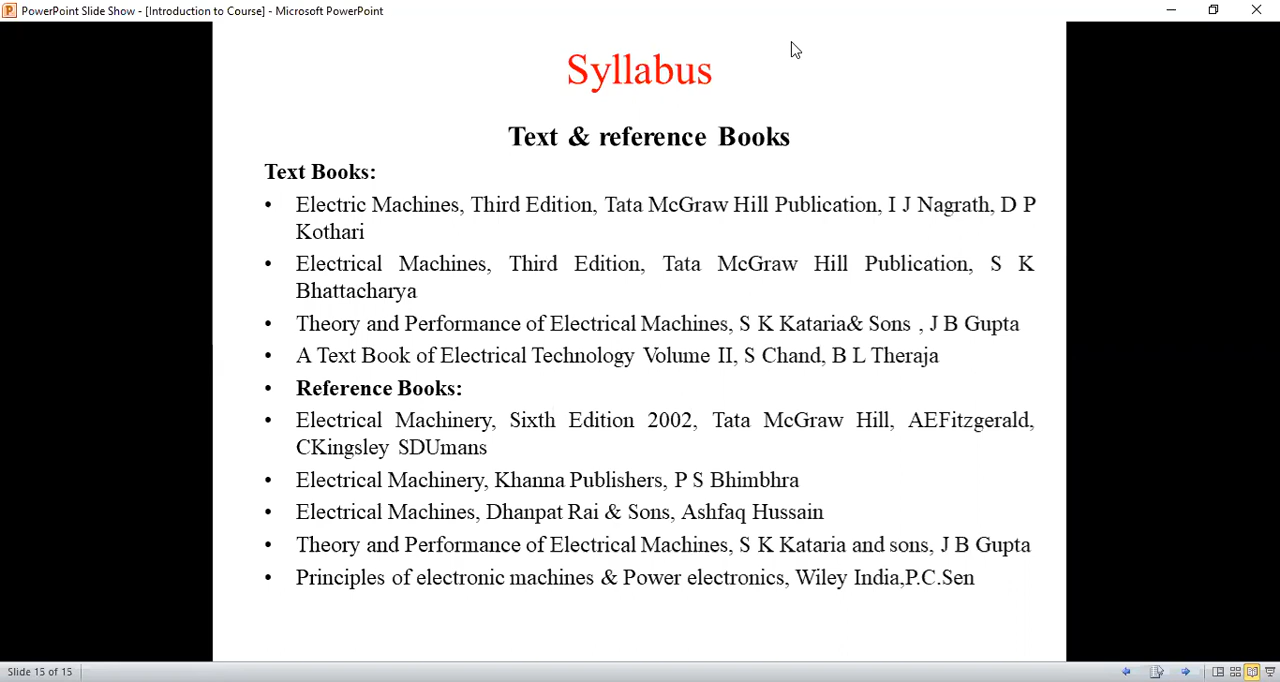 PowerPoint Slide Show - [Introduction to Course] - Microsoft PowerPoint
Syllabus
Text & reference Books
Text Books:
• Electric Machines, Third Edition, Tata McGraw Hill Publication, I J Nagrath, D P
Kothari
• Electrical Machines, Third Edition, Tata McGraw Hill Publication, S K
Bhattacharya
• Theory and Performance of Electrical Machines, S K Kataria& Sons , J B Gupta
• A Text Book of Electrical Technology Volume II, S Chand, B L Theraja
• Reference Books:
• Electrical Machinery, Sixth Edition 2002, Tata McGraw Hill, AEFitzgerald,
CKingsley SDUmans
• Electrical Machinery, Khanna Publishers, P S Bhimbhra
• Electrical Machines, Dhanpat Rai & Sons, Ashfaq Hussain
• Theory and Performance of Electrical Machines, S K Kataria and sons, J B Gupta
• Principles of electronic machines & Power electronics, Wiley India,P.C.Sen
Slide 15 of 15